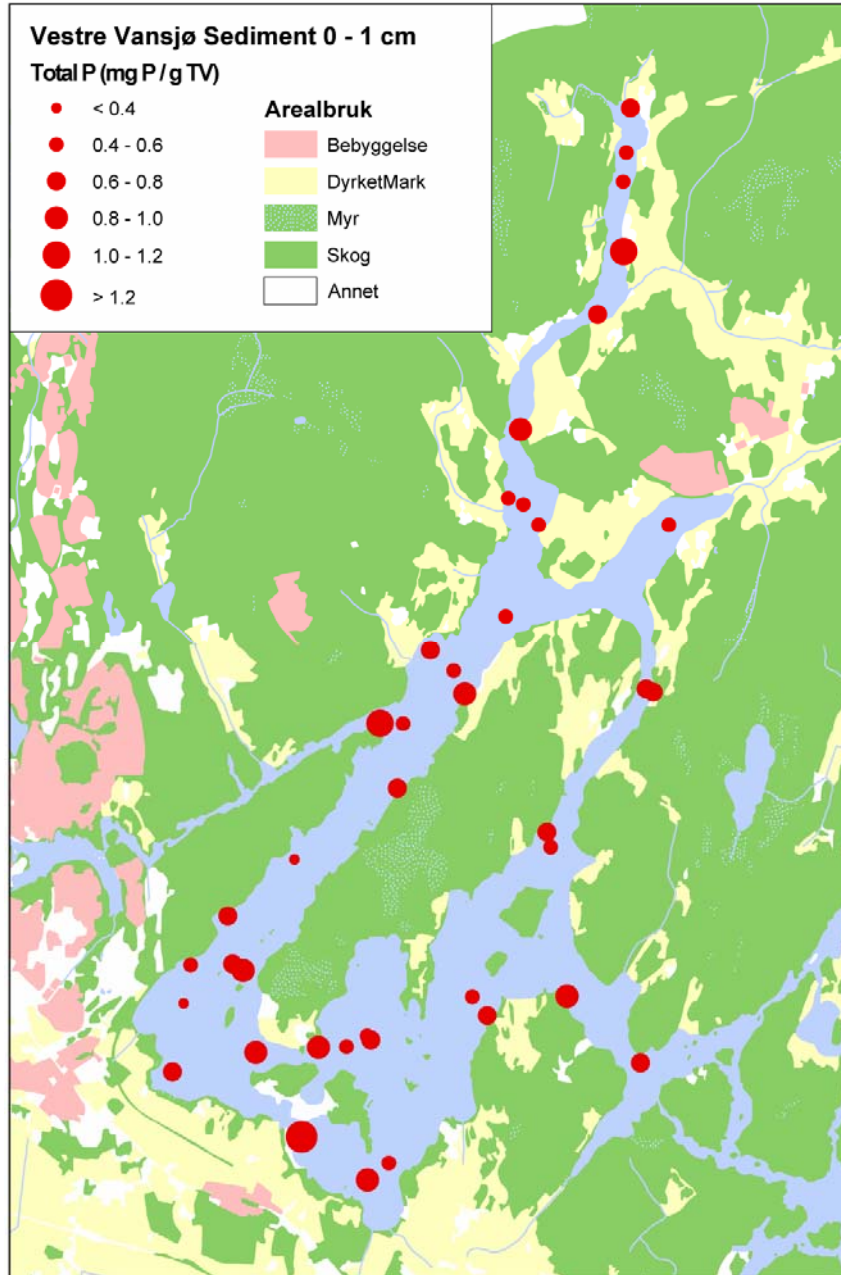 Vestre Vansjø Sediment 0 - 1 cm
Total P (mg P / g TV)
< 0.4
0.4 - 0.6
0.6 - 0.8
0.8 - 1.0
1.0 - 1.2
> 1.2
Arealbruk
Bebyggelse
DyrketMark
Myr
Skog
Annet